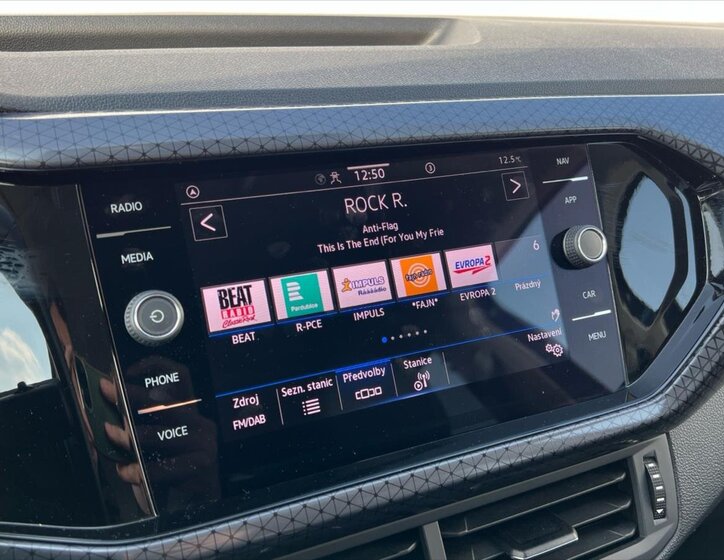 RADIO
MEDIA
PHONE
VOICE
12:50
3
12.5°C
ROCK R.
Anti-Flag
This Is The End (For You My Frie
BEAT
RADIO
BEAT
Pardubice
R-PCE
IMPULS
Ráááádio
IMPULS
*FAJN*
EVROPA 2
EVROPA 2
6
Prázdný
Zdroj
FM/DAB
Sezn. stanic
Předvolby
Stanice
Nastavení
NAV
APP
CAR
MENU